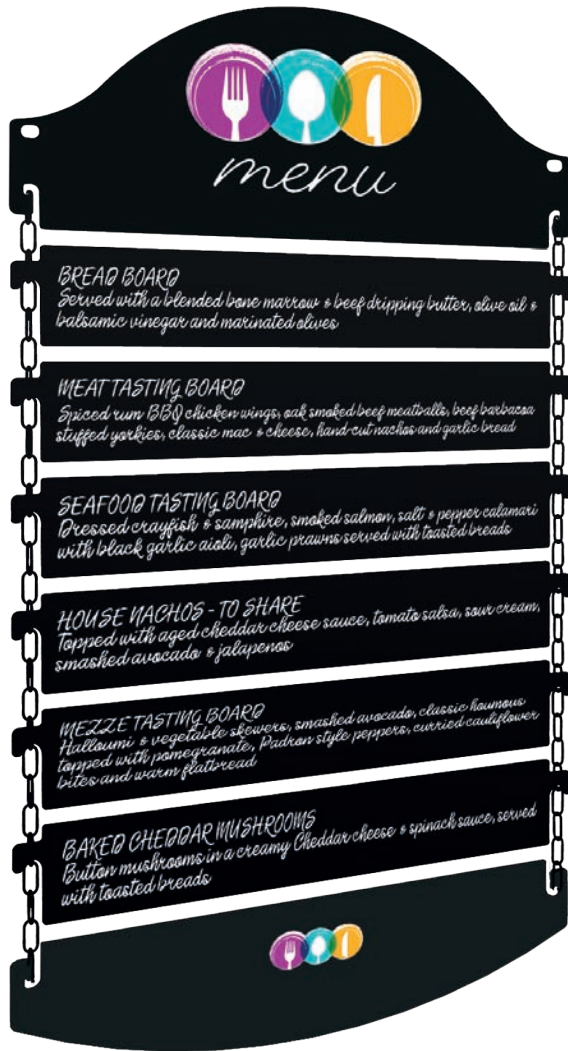 menu
BREAD BOARD
Served with a blended bone marrow & beef dripping butter, olive oil &
balsamic vinegar and marinated olives
MEAT TASTING BOARD
Spiced rum BBQ chicken wings, oak smoked beef meatballs, beef barbacoa
stuffed yorkies, classic mac & cheese, hand-cut nachos and garlic bread
SEAFOOD TASTING BOARD
Dressed crayfish & samphire, smoked salmon, salt & pepper calamari
with black garlic aioli, garlic prawns served with toasted breads
HOUSE NACHOS - TO SHARE
Topped with aged cheddar cheese sauce, tomato salsa, sour cream,
smashed avocado & jalapenos
MEZZE TASTING BOARD
Halloumi & vegetable skewers, smashed avocado, classic houmous
topped with pomegranate, Padron style peppers, curried cauliflower
bites and warm flatbread
BAKED CHEDDAR MUSHROOMS
Button mushrooms in a creamy Cheddar cheese & spinach sauce, served
with toasted breads